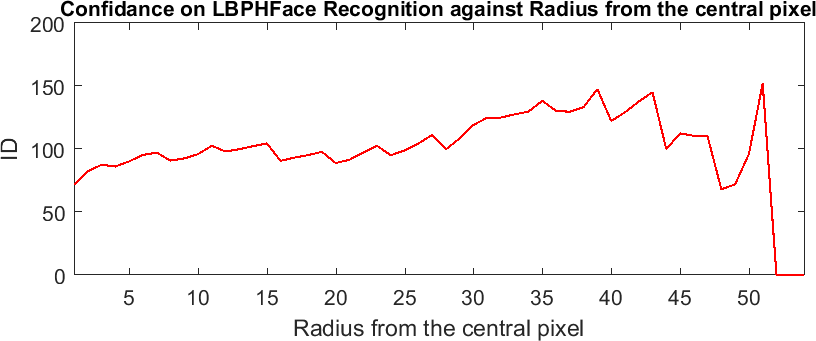 Confidance on LBPHFace Recognition against Radius from the central pixel
200
150
100
50
0
ID
5 10 15 20 25 30 35 40 45 50
Radius from the central pixel